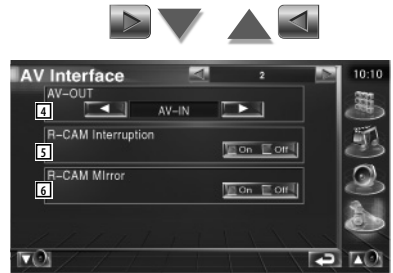 AV Interface 2 10:10
AV-OUT
4 AV-IN
R-CAM Interruption
5 On Off
R-CAM MIrror
6 On Off